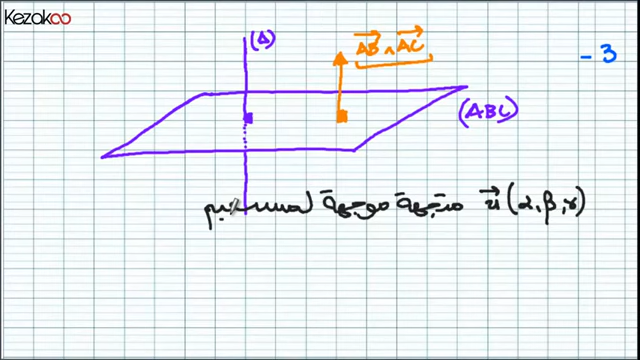 Kezakoo
(Δ)
AB ∧ AC
- 3
(ABC)
u (α, β, γ) متجهة موجهة لمستقيم